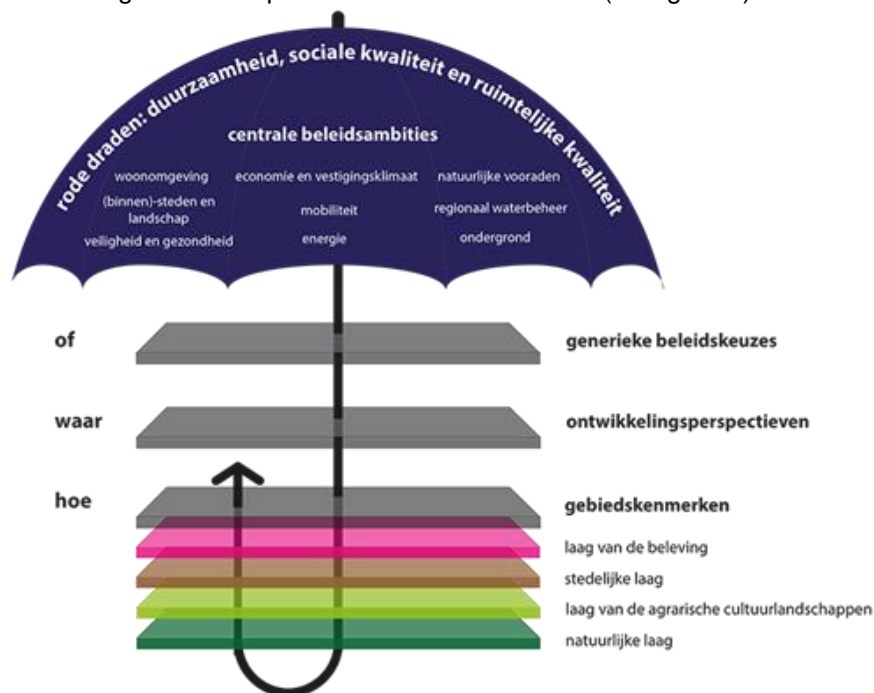 rode draden: duurzaamheid, sociale kwaliteit en ruimtelijke kwaliteit
centrale beleidsambities
woonomgeving
economie en vestigingsklimaat
natuurlijke vooraden
(binnen)-steden en
landschap
mobiliteit
regionaal waterbeheer
veiligheid en gezondheid
energie
ondergrond
of
generieke beleidskeuzes
waar
ontwikkelingsperspectieven
hoe
gebiedskenmerken
laag van de beleving
stedelijke laag
laag van de agrarische cultuurlandschappen
natuurlijke laag